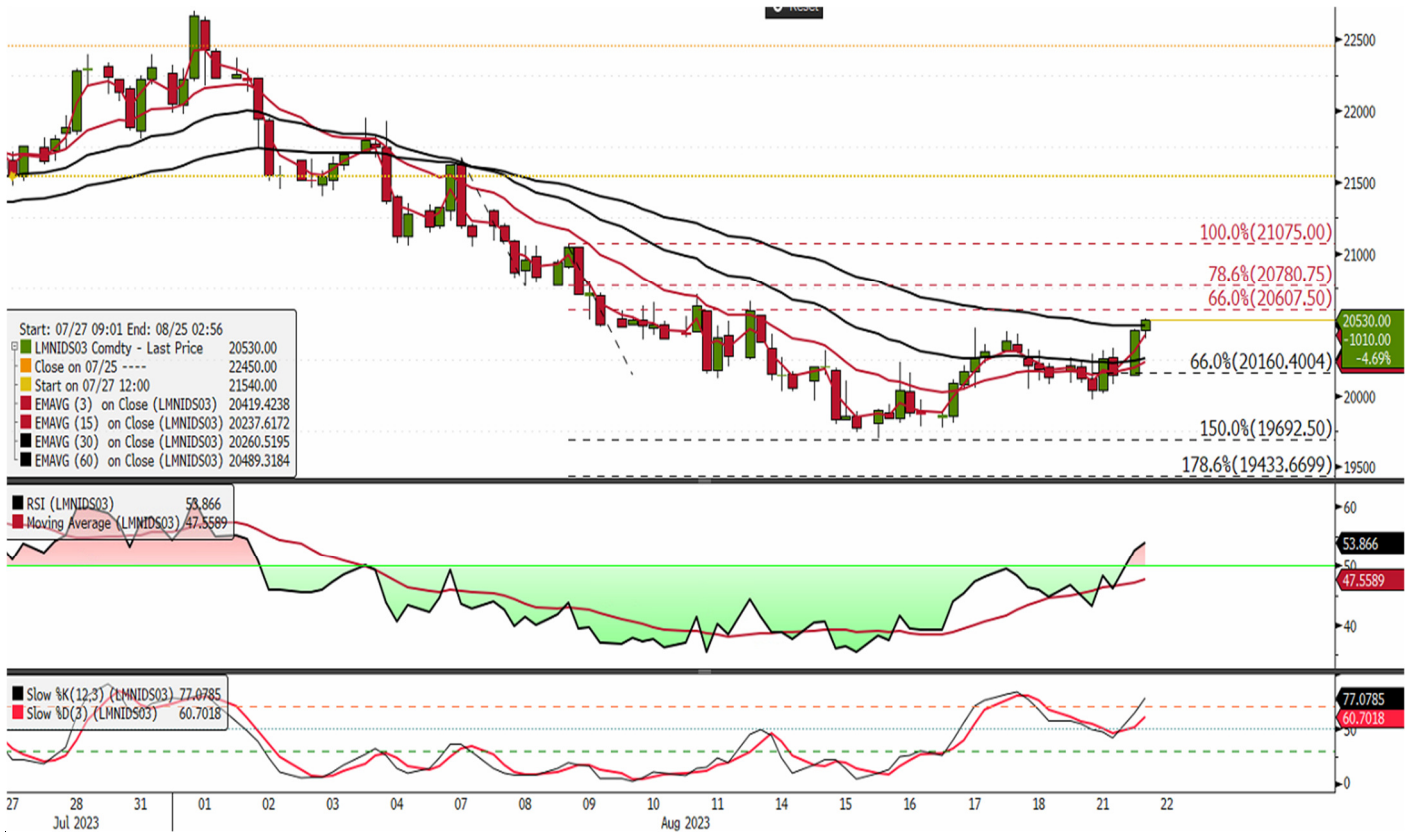 Reset
22500
22000
21500
21000
20000
19500
100.0%(21075.00)
78.6%(20780.75)
66.0%(20607.50)
66.0%(20160.4004)
150.0%(19692.50)
178.6%(19433.6699)
20530.00
-1010.00
-4.69%
Start: 07/27 09:01 End: 08/25 02:56
LMNIDS03 Comdty - Last Price 20530.00
Close on 07/25 ---- 22450.00
Start on 07/27 12:00 21540.00
EMAVG (3) on Close (LMNIDS03) 20419.4238
EMAVG (15) on Close (LMNIDS03) 20237.6172
EMAVG (30) on Close (LMNIDS03) 20260.5195
EMAVG (60) on Close (LMNIDS03) 20489.3184
RSI (LMNIDS03) 53.866
Moving Average (LMNIDS03) 47.5589
60
53.866
50
47.5589
40
Slow %K(12,3) (LMNIDS03) 77.0785
Slow %D(3) (LMNIDS03) 60.7018
77.0785
60.7018
50
0
27 28 31 01 02 03 04 07 08 09 10 11 14 15 16 17 18 21 22
Jul 2023 Aug 2023